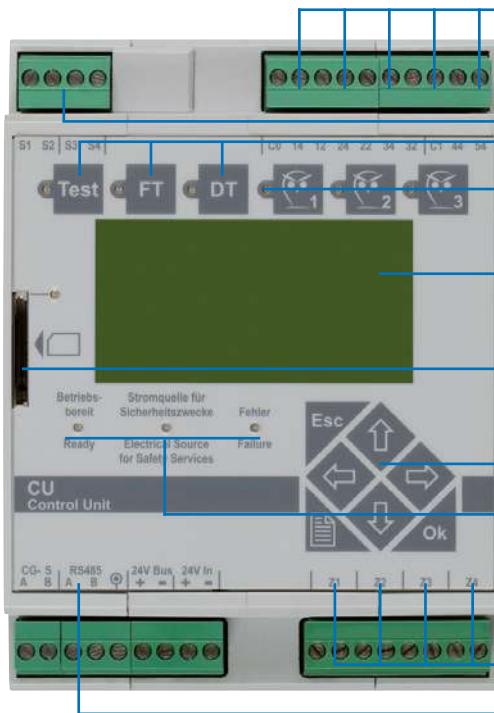 S1 S2 S3 S4
C0 14 12 24 22 34 32 C1 44 54
Test FT DT 1 2 3
Betriebs-
bereit
Ready
Stromquelle für
Sicherheitszwecke
Electrical Source
for Safety Services
Fehler
Failure
Esc
Ok
CU
Control Unit
CG- S RS485 24V Bus 24V In
A B A B + − + −
Z1 Z2 Z3 Z4